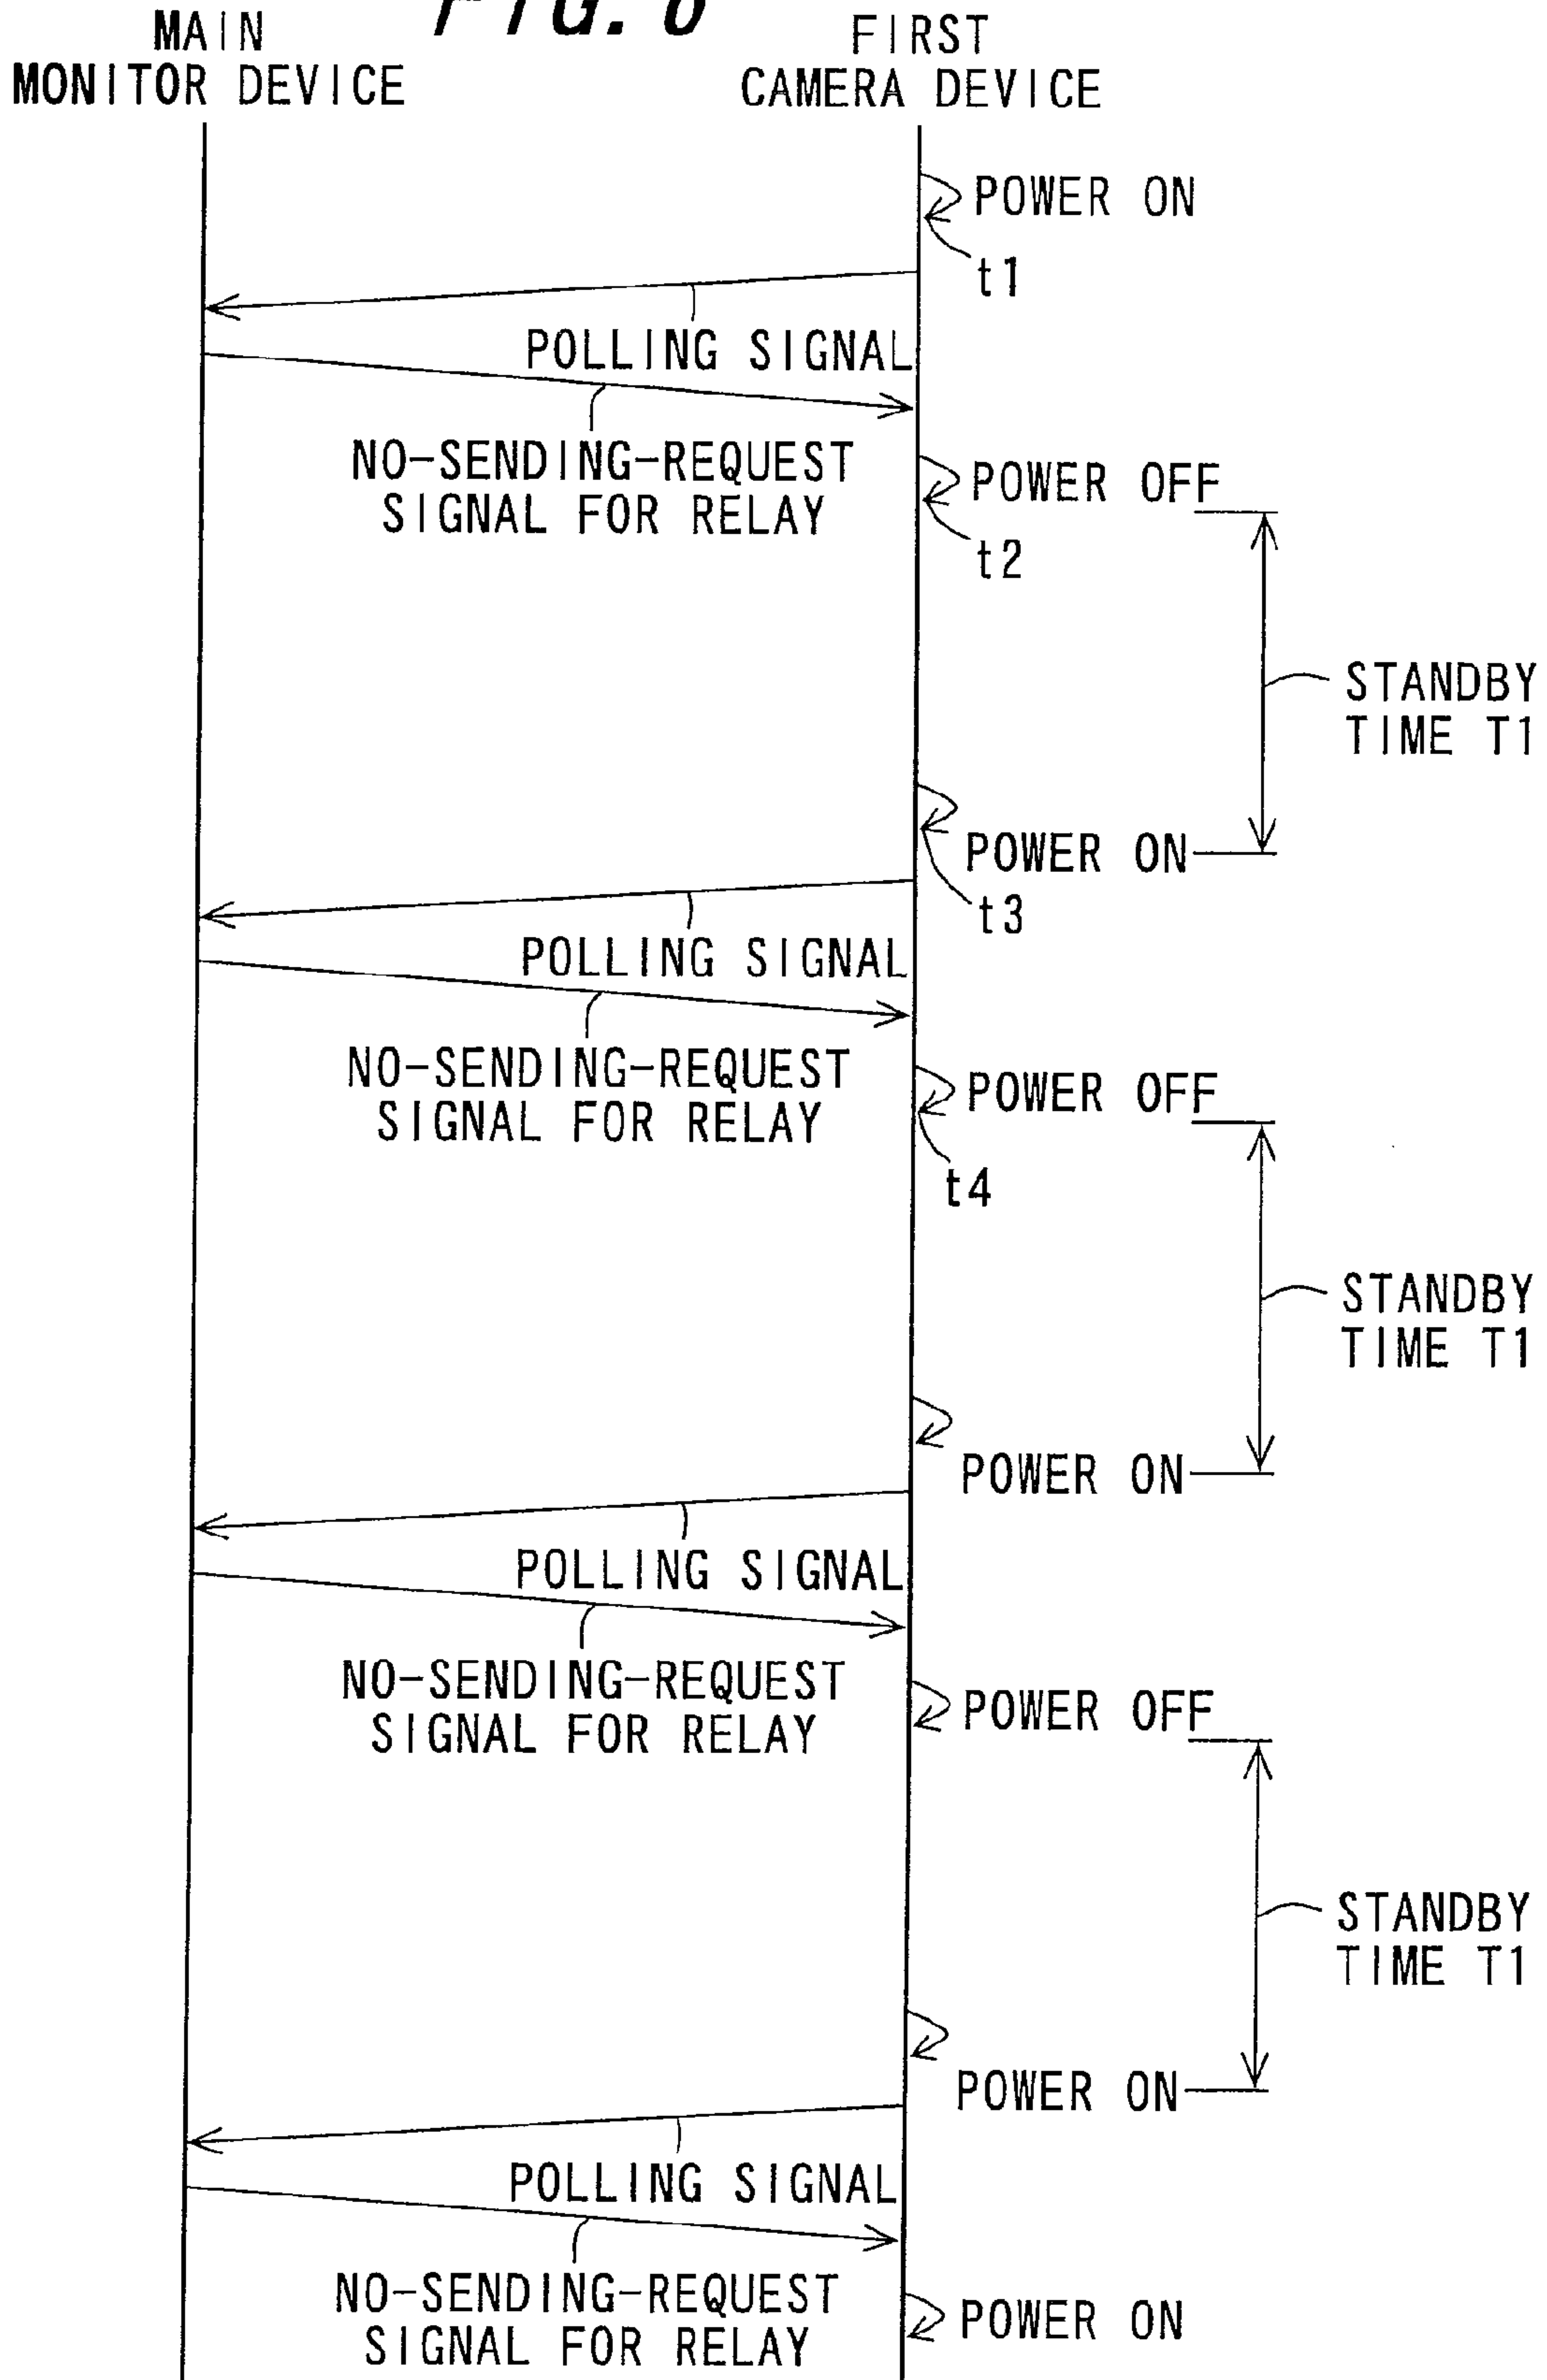 FIG.
MAIN
MONITOR DEVICE
FIRST
CAMERA DEVICE
POWER ON
t1
POLLING SIGNAL
NO-SENDING-REQUEST
SIGNAL FOR RELAY
POWER OFF
t2
STANDBY
TIME T1
POWER ON
t3
POLLING SIGNAL
NO-SENDING-REQUEST
SIGNAL FOR RELAY
POWER OFF
t4
STANDBY
TIME T1
POWER ON
POLLING SIGNAL
NO-SENDING-REQUEST
SIGNAL FOR RELAY
POWER OFF
STANDBY
TIME T1
POWER ON
POLLING SIGNAL
NO-SENDING-REQUEST
SIGNAL FOR RELAY
POWER ON